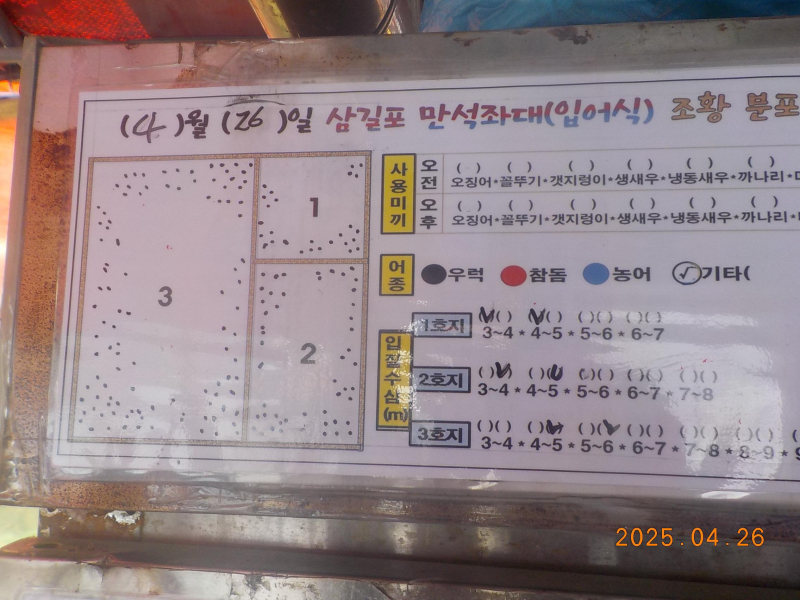 (4)월 (26)일 삼길포 만석좌대(입어식) 조황 분포
3
1
2
사용미끼
오전
( ) ( ) ( ) ( ) ( ) ( )
오징어*꼴뚜기*갯지렁이*생새우*냉동새우*까나리*
오후
( ) ( ) ( ) ( ) ( ) ( )
오징어*꼴뚜기*갯지렁이*생새우*냉동새우*까나리*
어종
우럭 참돔 농어 (✓)기타(
입질수심(m)
1호지
(✓)( ) (✓)( ) ( )( ) ( )( )
3~4 * 4~5 * 5~6 * 6~7
2호지
( )(✓) ( )(✓) ( )( ) ( )( ) ( )( )
3~4 * 4~5 * 5~6 * 6~7 * 7~8
3호지
( )( ) ( )(✓) ( )(✓) ( )( ) ( )( ) ( )( ) (
3~4 * 4~5 * 5~6 * 6~7 * 7~8 * 8~9 * 9
2025.04.26